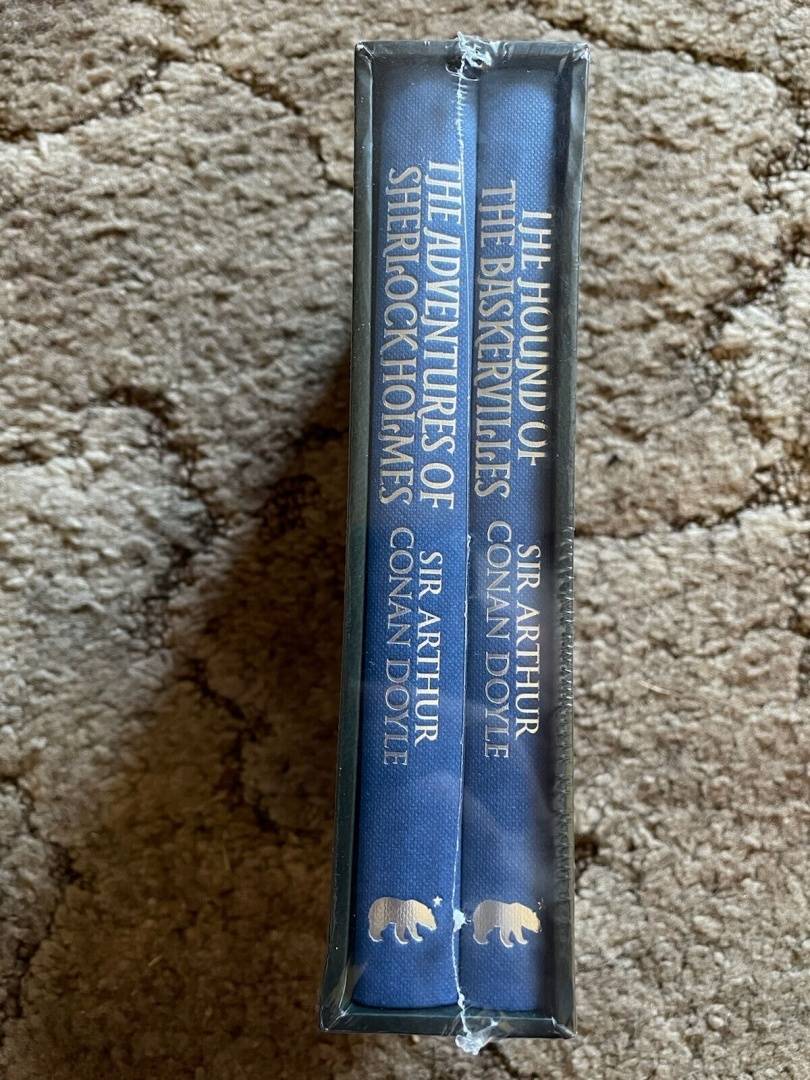 THE ADVENTURES OF
SHERLOCK HOLMES
SIR ARTHUR
CONAN DOYLE
THE HOUND OF
THE BASKERVILLES
SIR ARTHUR
CONAN DOYLE